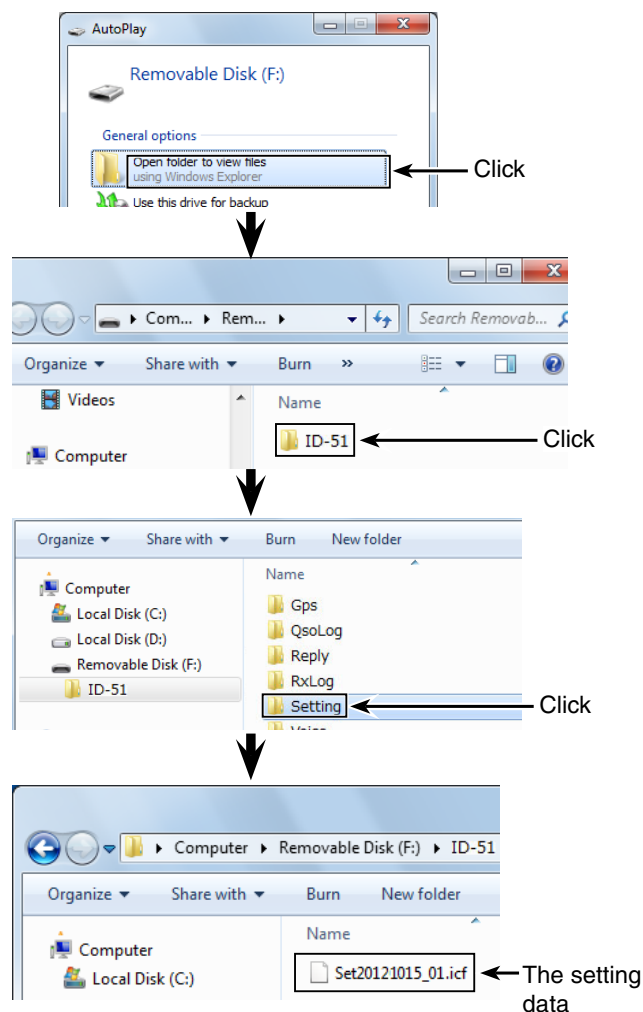 AutoPlay
Removable Disk (F:)
General options
Open folder to view files
using Windows Explorer
Click
Use this drive for backup
Com... Rem...
Search Removab...
Organize Share with Burn »
Videos
Name
ID-51
Click
Computer
Organize Share with Burn New folder
Name
Computer
Gps
Local Disk (C:)
QsoLog
Local Disk (D:)
Reply
Removable Disk (F:)
RxLog
ID-51
Setting
Click
Computer Removable Disk (F:) ID-51
Organize Share with Burn New folder
Name
Computer
Set20121015_01.icf
The setting
data
Local Disk (C:)